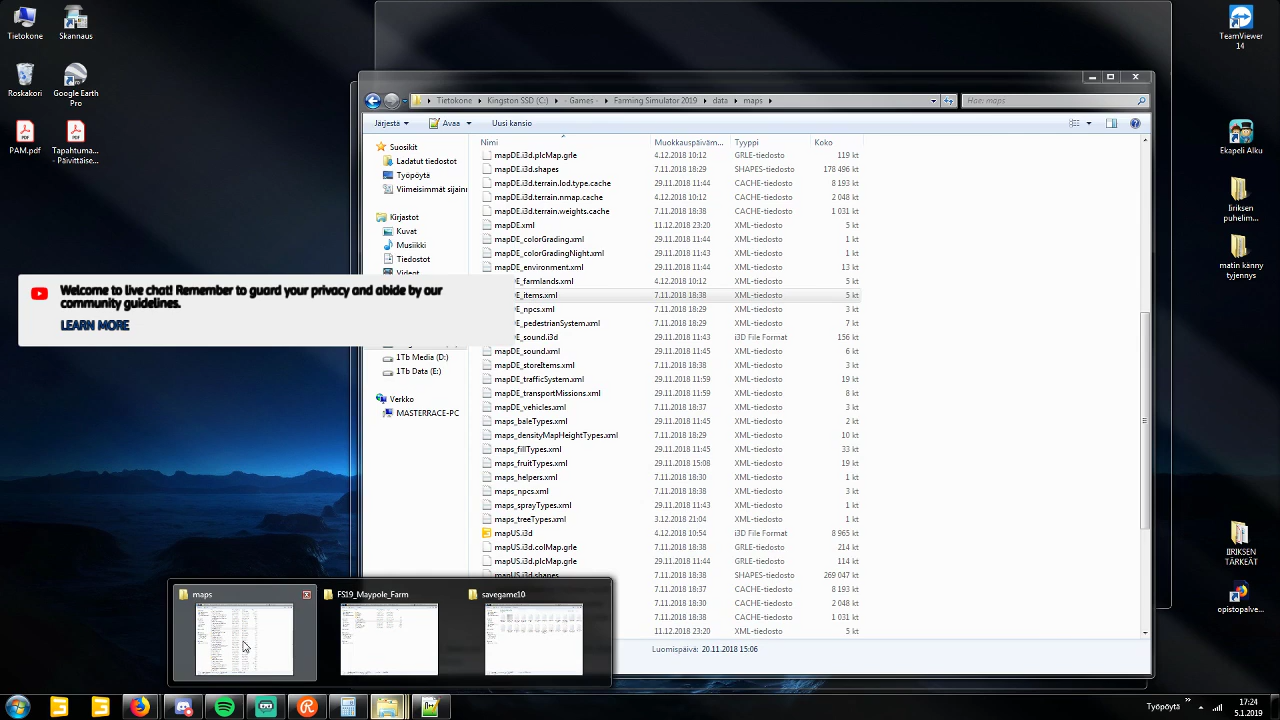 Tietokone
Skannaus
Roskakori
Google Earth
Pro
PAM.pdf
Tapahtuma...
- Päivittäise...
TeamViewer
14
Ekapeli Alku
Iiriksen
puhelim...
matin kanny
tyjennys
IIRIKSEN
TÄRKEÄT
opistopalve...
Tietokone
Kingston SSD (C:)
- Games -
Farming Simulator 2019
data
maps
Hae: maps
Järjestä
Avaa
Uusi kansio
Suosikit
Ladatut tiedostot
Työpöytä
Viimeisimmät sijainn
Kirjastot
Kuvat
Musiikki
Tiedostot
Videot
1Tb Media (D:)
1Tb Data (E:)
Verkko
MASTERRACE-PC
Nimi Muokkauspäiväm... Tyyppi Koko
mapDE.i3d.plcMap.grle 4.12.2018 10:12 GRLE-tiedosto 119 kt
mapDE.i3d.shapes 7.11.2018 18:29 SHAPES-tiedosto 178 496 kt
mapDE.i3d.terrain.lod.type.cache 29.11.2018 11:44 CACHE-tiedosto 8 193 kt
mapDE.i3d.terrain.nmap.cache 4.12.2018 10:12 CACHE-tiedosto 2 048 kt
mapDE.i3d.terrain.weights.cache 7.11.2018 18:38 CACHE-tiedosto 1 031 kt
mapDE.xml 11.12.2018 23:20 XML-tiedosto 5 kt
mapDE_colorGrading.xml 29.11.2018 11:44 XML-tiedosto 1 kt
mapDE_colorGradingNight.xml 29.11.2018 11:45 XML-tiedosto 1 kt
mapDE_environment.xml 29.11.2018 11:44 XML-tiedosto 13 kt
_farmlands.xml 4.12.2018 10:12 XML-tiedosto 5 kt
_items.xml 7.11.2018 18:38 XML-tiedosto 5 kt
_npcs.xml 7.11.2018 18:29 XML-tiedosto 3 kt
_pedestrianSystem.xml 7.11.2018 18:29 XML-tiedosto 7 kt
_sound.i3d 29.11.2018 11:43 i3D File Format 156 kt
mapDE_sound.xml 29.11.2018 11:45 XML-tiedosto 6 kt
mapDE_storeItems.xml 7.11.2018 18:38 XML-tiedosto 3 kt
mapDE_trafficSystem.xml 29.11.2018 11:59 XML-tiedosto 19 kt
mapDE_transportMissions.xml 29.11.2018 11:59 XML-tiedosto 8 kt
mapDE_vehicles.xml 7.11.2018 18:37 XML-tiedosto 3 kt
maps_baleTypes.xml 29.11.2018 11:45 XML-tiedosto 2 kt
maps_densityMapHeightTypes.xml 7.11.2018 18:29 XML-tiedosto 10 kt
maps_fillTypes.xml 29.11.2018 11:45 XML-tiedosto 33 kt
maps_fruitTypes.xml 29.11.2018 15:08 XML-tiedosto 19 kt
maps_helpers.xml 7.11.2018 18:30 XML-tiedosto 1 kt
maps_npcs.xml 7.11.2018 18:38 XML-tiedosto 3 kt
maps_sprayTypes.xml 29.11.2018 11:43 XML-tiedosto 1 kt
maps_treeTypes.xml 3.12.2018 21:04 XML-tiedosto 1 kt
mapUS.i3d 4.12.2018 10:54 i3D File Format 8 965 kt
mapUS.i3d.colMap.grle 7.11.2018 18:38 GRLE-tiedosto 214 kt
mapUS.i3d.plcMap.grle 29.11.2018 11:44 GRLE-tiedosto 114 kt
mapUS.i3d.shapes 7.11.2018 18:38 SHAPES-tiedosto 269 047 kt
7.11.2018 18:37 CACHE-tiedosto 8 193 kt
7.11.2018 18:30 CACHE-tiedosto 2 048 kt
7.11.2018 18:38 CACHE-tiedosto 1 031 kt
11.12.2018 23:20 XML-tiedosto 5 kt
Luomispäivä: 20.11.2018 15:06
Welcome to live chat! Remember to guard your privacy and abide by our
community guidelines.
LEARN MORE
maps
FS19_Maypole_Farm
savegame10
Työpöytä
17:24
5.1.2019